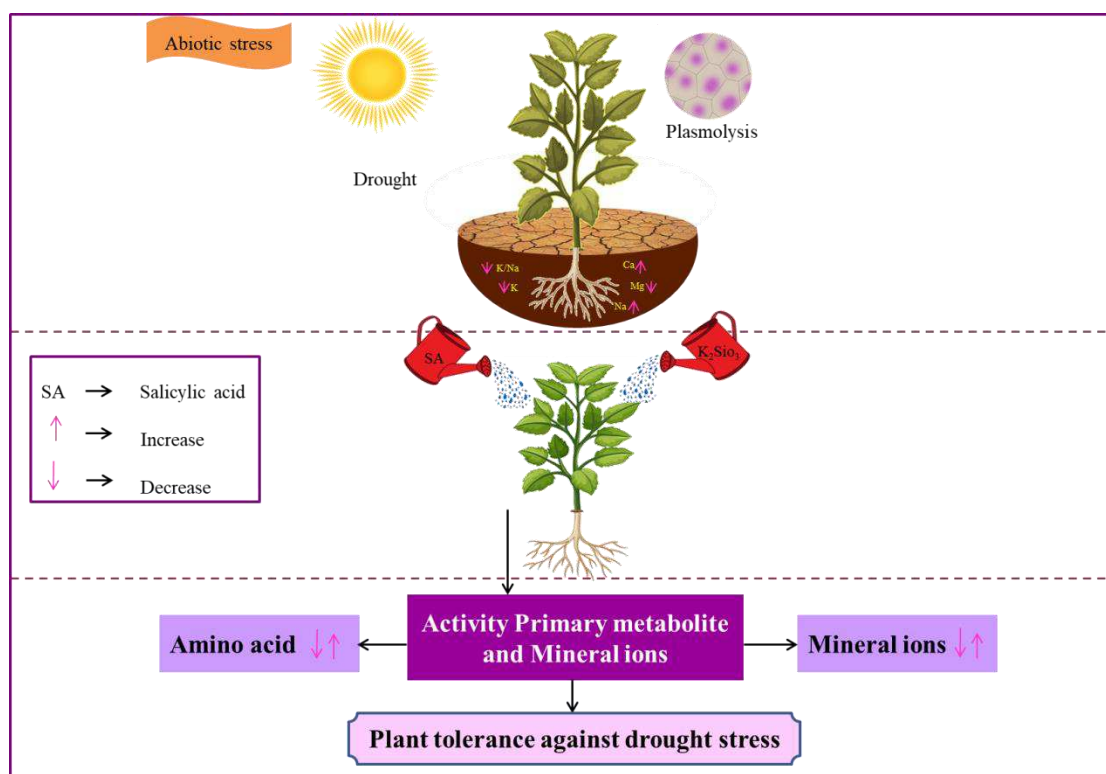 Abiotic stress
Plasmolysis
Drought
↓ K/Na
Ca ↑
↓ K
Mg ↓
Na ↑
SA
K₂Sio₃
SA → Salicylic acid
↑ → Increase
↓ → Decrease
Activity Primary metabolite
and Mineral ions
Amino acid ↓↑
Mineral ions ↓↑
Plant tolerance against drought stress